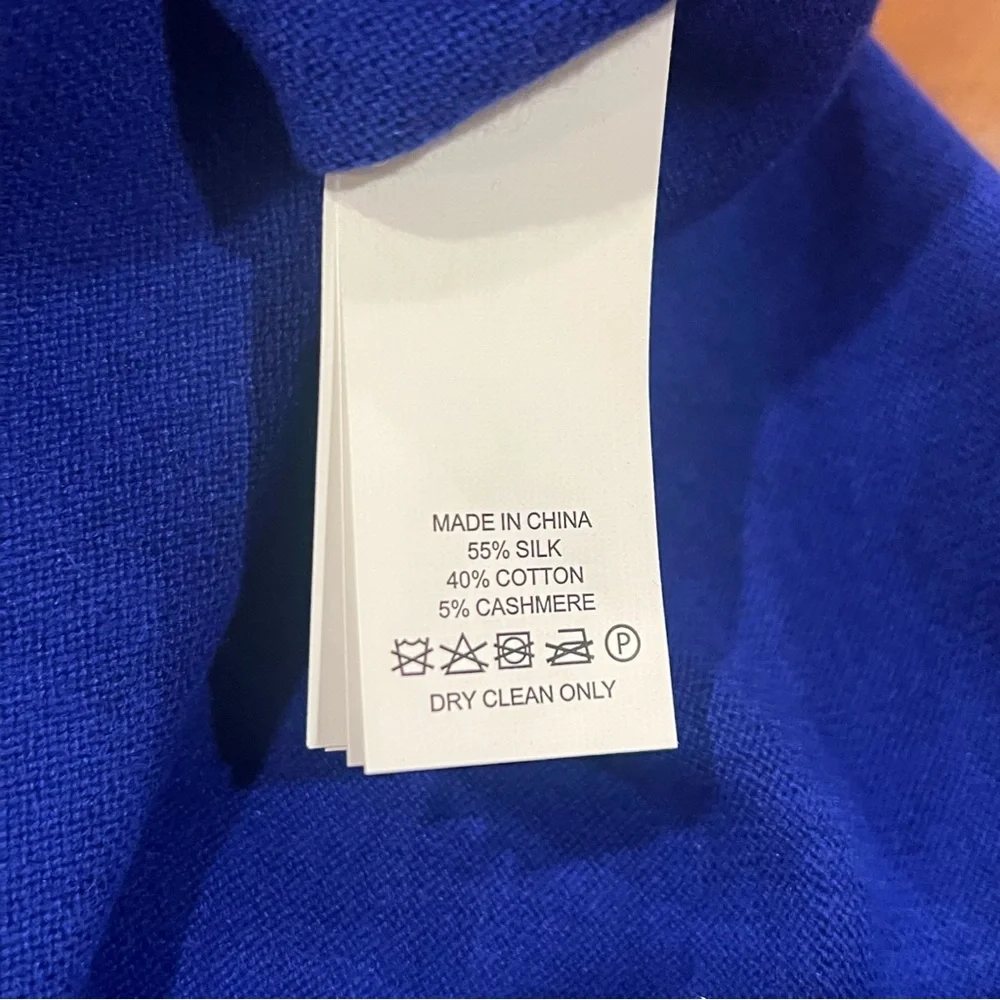 MADE IN CHINA
55% SILK
40% COTTON
5% CASHMERE
P
DRY CLEAN ONLY